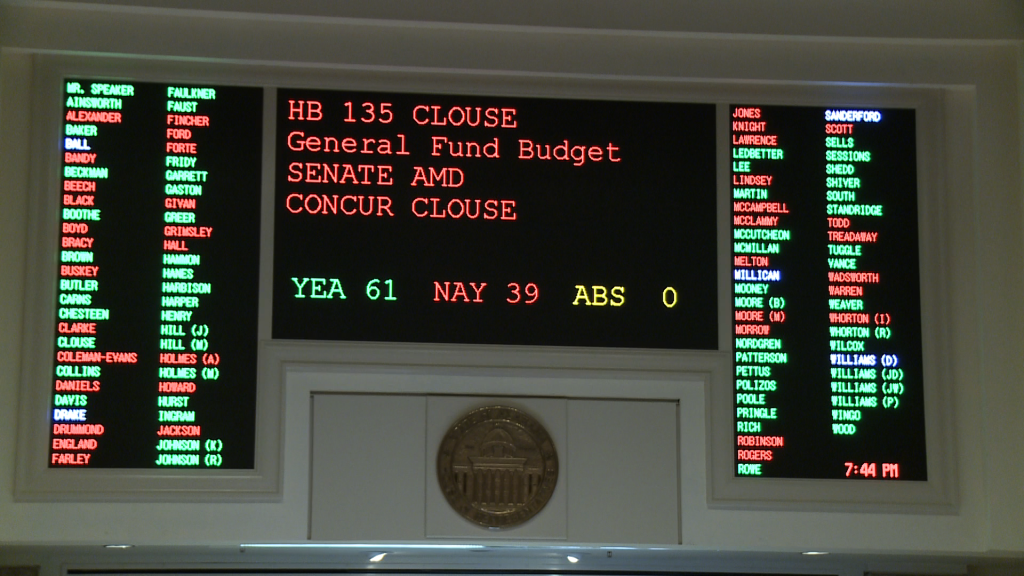 MR. SPEAKER
AINSWORTH
ALEXANDER
BAKER
BALL
BANDY
BECKMAN
BEECH
BLACK
BOOTHE
BOYD
BRACY
BROWN
BUSKEY
BUTLER
CARNS
CHESTEEN
CLARKE
CLOUSE
COLEMAN-EVANS
COLLINS
DANIELS
DAVIS
DRAKE
DRUMMOND
ENGLAND
FARLEY
FAULKNER
FAUST
FINCHER
FORD
FORTE
FRIDY
GARRETT
GASTON
GIVAN
GREER
GRIMSLEY
HALL
HAMMON
HANES
HARBISON
HARPER
HENRY
HILL (J)
HILL (M)
HOLMES (A)
HOLMES (M)
HOWARD
HURST
INGRAM
JACKSON
JOHNSON (K)
JOHNSON (R)
HB 135 CLOUSE
General Fund Budget
SENATE AMD
CONCUR CLOUSE
YEA 61 NAY 39 ABS 0
JONES
KNIGHT
LAWRENCE
LEDBETTER
LEE
LINDSEY
MARTIN
MCCAMPBELL
MCCLAMMY
MCCUTCHEON
MCMILLAN
MELTON
MILLICAN
MOONEY
MOORE (B)
MOORE (M)
MORROW
NORDGREN
PATTERSON
PETTUS
POLIZOS
POOLE
PRINGLE
RICH
ROBINSON
ROGERS
ROWE
SANDERFORD
SCOTT
SELLS
SESSIONS
SHEDD
SHIVER
SOUTH
STANDRIDGE
TODD
TREADAWAY
TUGGLE
VANCE
WADSWORTH
WARREN
WEAVER
WHORTON (I)
WHORTON (R)
WILCOX
WILLIAMS (D)
WILLIAMS (JD)
WILLIAMS (JW)
WILLIAMS (P)
WINGO
WOOD
7:44 PM